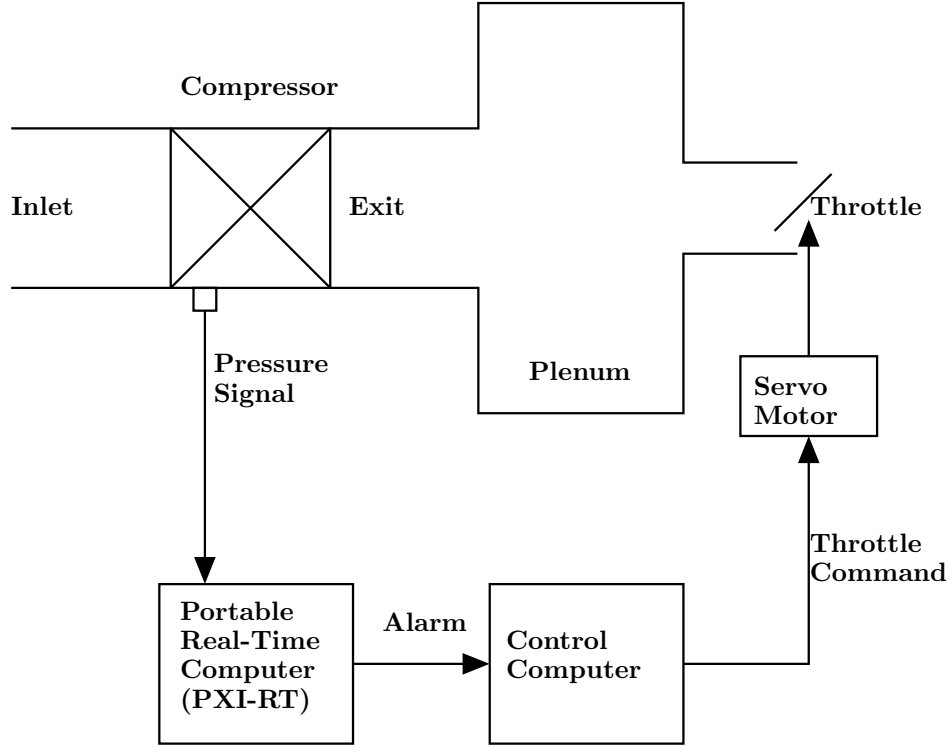 Compressor
Inlet
Exit
Throttle
Pressure
Signal
Plenum
Servo
Motor
Throttle
Command
Portable
Real-Time
Computer
(PXI-RT)
Alarm
Control
Computer